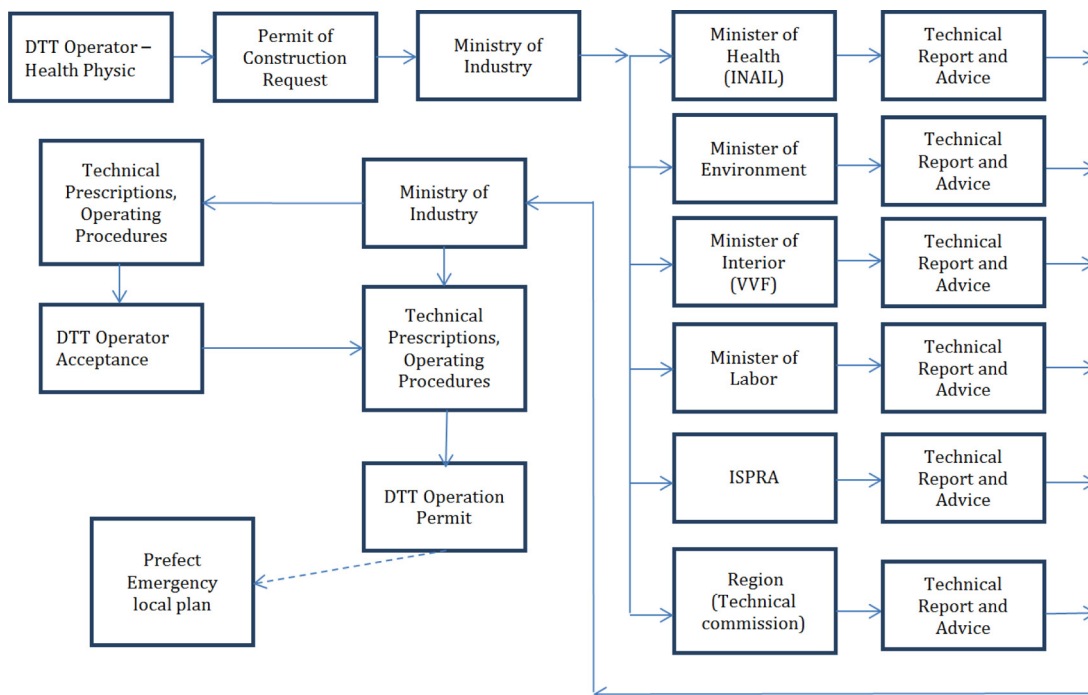 DTT Operator –
Health Physic
Permit of
Construction
Request
Ministry of
Industry
Minister of
Health
(INAIL)
Technical
Report and
Advice
Technical
Prescriptions,
Operating
Procedures
Ministry of
Industry
Minister of
Environment
Technical
Report and
Advice
Minister of
Interior
(VVF)
Technical
Report and
Advice
DTT Operator
Acceptance
Technical
Prescriptions,
Operating
Procedures
Minister of
Labor
Technical
Report and
Advice
DTT Operation
Permit
ISPRA
Technical
Report and
Advice
Prefect
Emergency
local plan
Region
(Technical
commission)
Technical
Report and
Advice